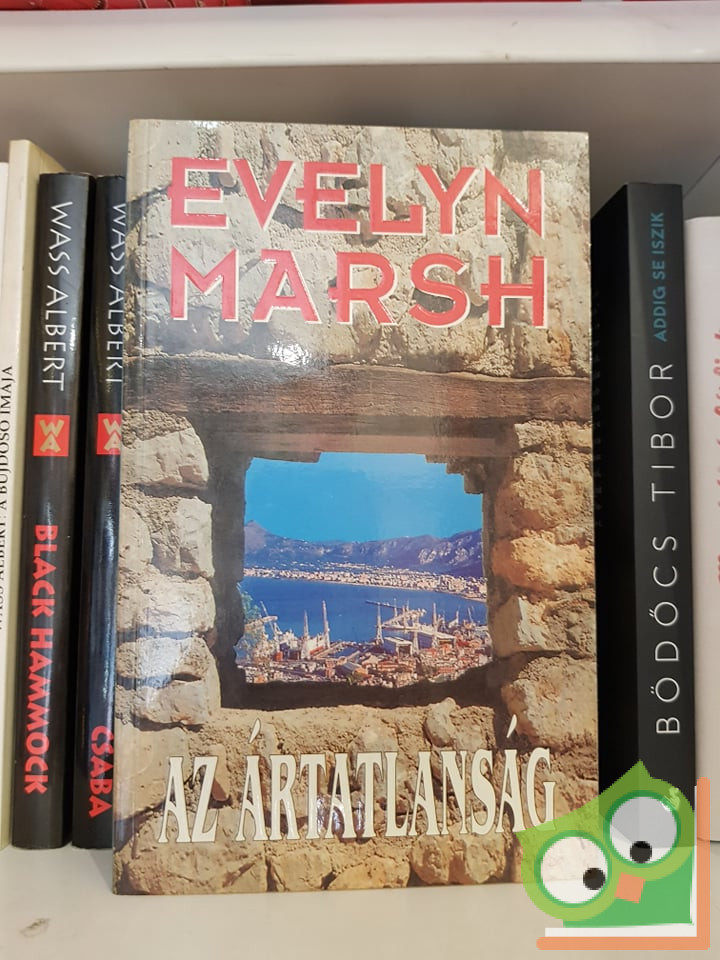 EVELYN
MARSH
AZ ÁRTATLANSÁG
WASS ALBERT: A BUJDOSÓ IMÁJA
WASS ALBERT BLACK HAMMOCK
WASS ALBERT CSABA
BÖDŐCS TIBOR ADDIG SE ISZIK